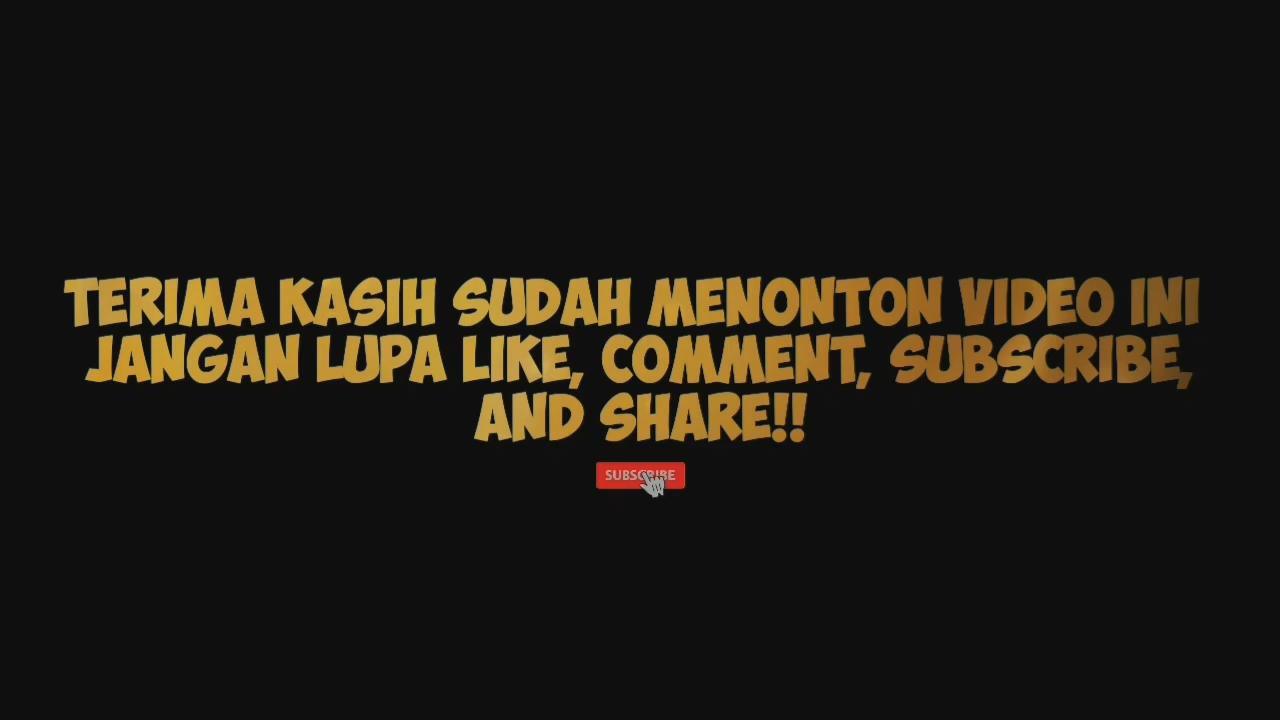 TERIMA KASIH SUDAH MENONTON VIDEO INI
JANGAN LUPA LIKE, COMMENT, SUBSCRIBE,
AND SHARE!!
SUBSCRIBE